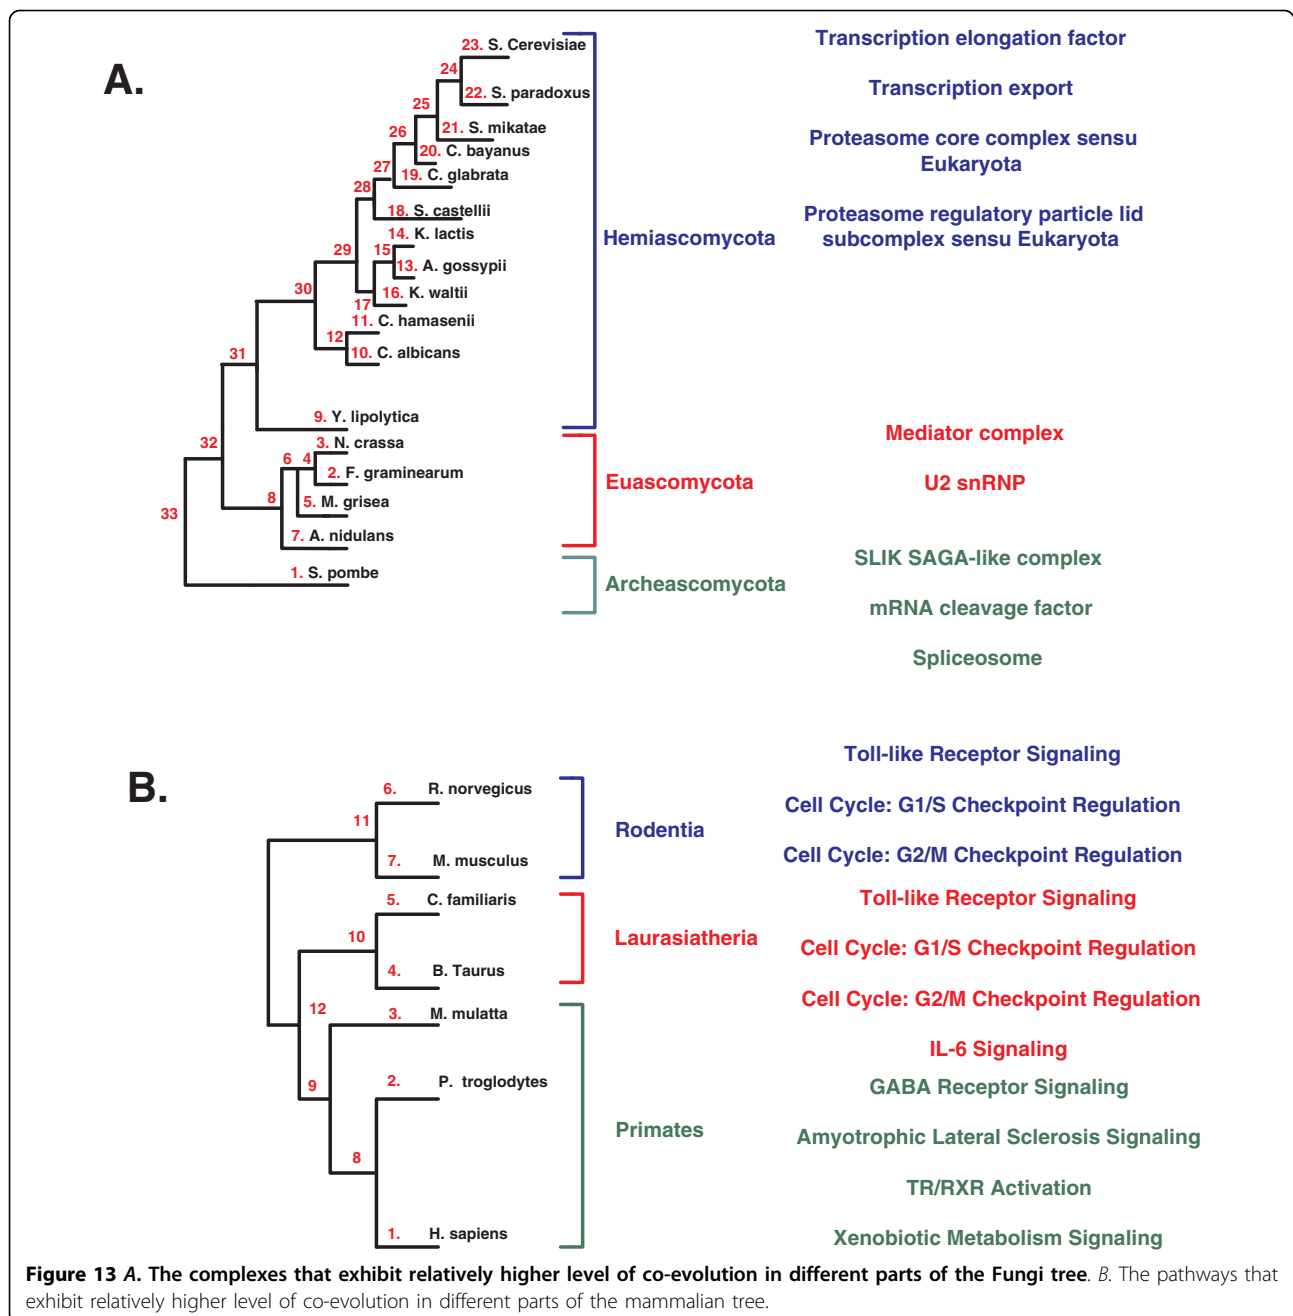 A.
23. S. Cerevisiae
24
22. S. paradoxus
25
21. S. mikatae
26
20. C. bayanus
27
19. C. glabrata
28
18. S. castellii
14. K. lactis
29
15
13. A. gossypii
30
16. K. waltii
17
11. C. hamasenii
12
10. C. albicans
31
9. Y. lipolytica
32
3. N. crassa
6 4
2. F. graminearum
8
5. M. grisea
33
7. A. nidulans
1. S. pombe
Hemiascomycota
Euascomycota
Archeascomycota
Transcription elongation factor
Transcription export
Proteasome core complex sensu
Eukaryota
Proteasome regulatory particle lid
subcomplex sensu Eukaryota
Mediator complex
U2 snRNP
SLIK SAGA-like complex
mRNA cleavage factor
Spliceosome
B.
6. R. norvegicus
11
7. M. musculus
5. C. familiaris
10
4. B. Taurus
12
3. M. mulatta
9
2. P. troglodytes
8
1. H. sapiens
Rodentia
Laurasiatheria
Primates
Toll-like Receptor Signaling
Cell Cycle: G1/S Checkpoint Regulation
Cell Cycle: G2/M Checkpoint Regulation
Toll-like Receptor Signaling
Cell Cycle: G1/S Checkpoint Regulation
Cell Cycle: G2/M Checkpoint Regulation
IL-6 Signaling
GABA Receptor Signaling
Amyotrophic Lateral Sclerosis Signaling
TR/RXR Activation
Xenobiotic Metabolism Signaling
Figure 13 A. The complexes that exhibit relatively higher level of co-evolution in different parts of the Fungi tree. B. The pathways that
exhibit relatively higher level of co-evolution in different parts of the mammalian tree.